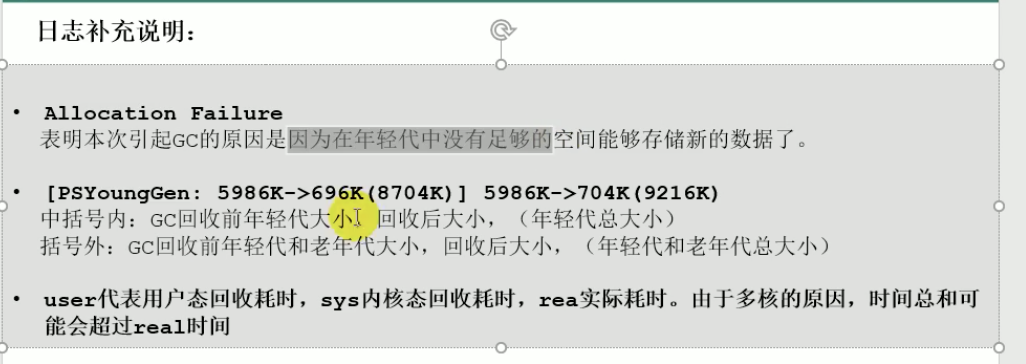 日志补充说明：
• Allocation Failure
表明本次引起GC的原因是因为在年轻代中没有足够的空间能够存储新的数据了。
• [PSYoungGen: 5986K->696K(8704K)] 5986K->704K(9216K)
中括号内：GC回收前年轻代大小，回收后大小，（年轻代总大小）
括号外：GC回收前年轻代和老年代大小，回收后大小，（年轻代和老年代总大小）
• user代表用户态回收耗时，sys内核态回收耗时，rea实际耗时。由于多核的原因，时间总和可
能会超过real时间